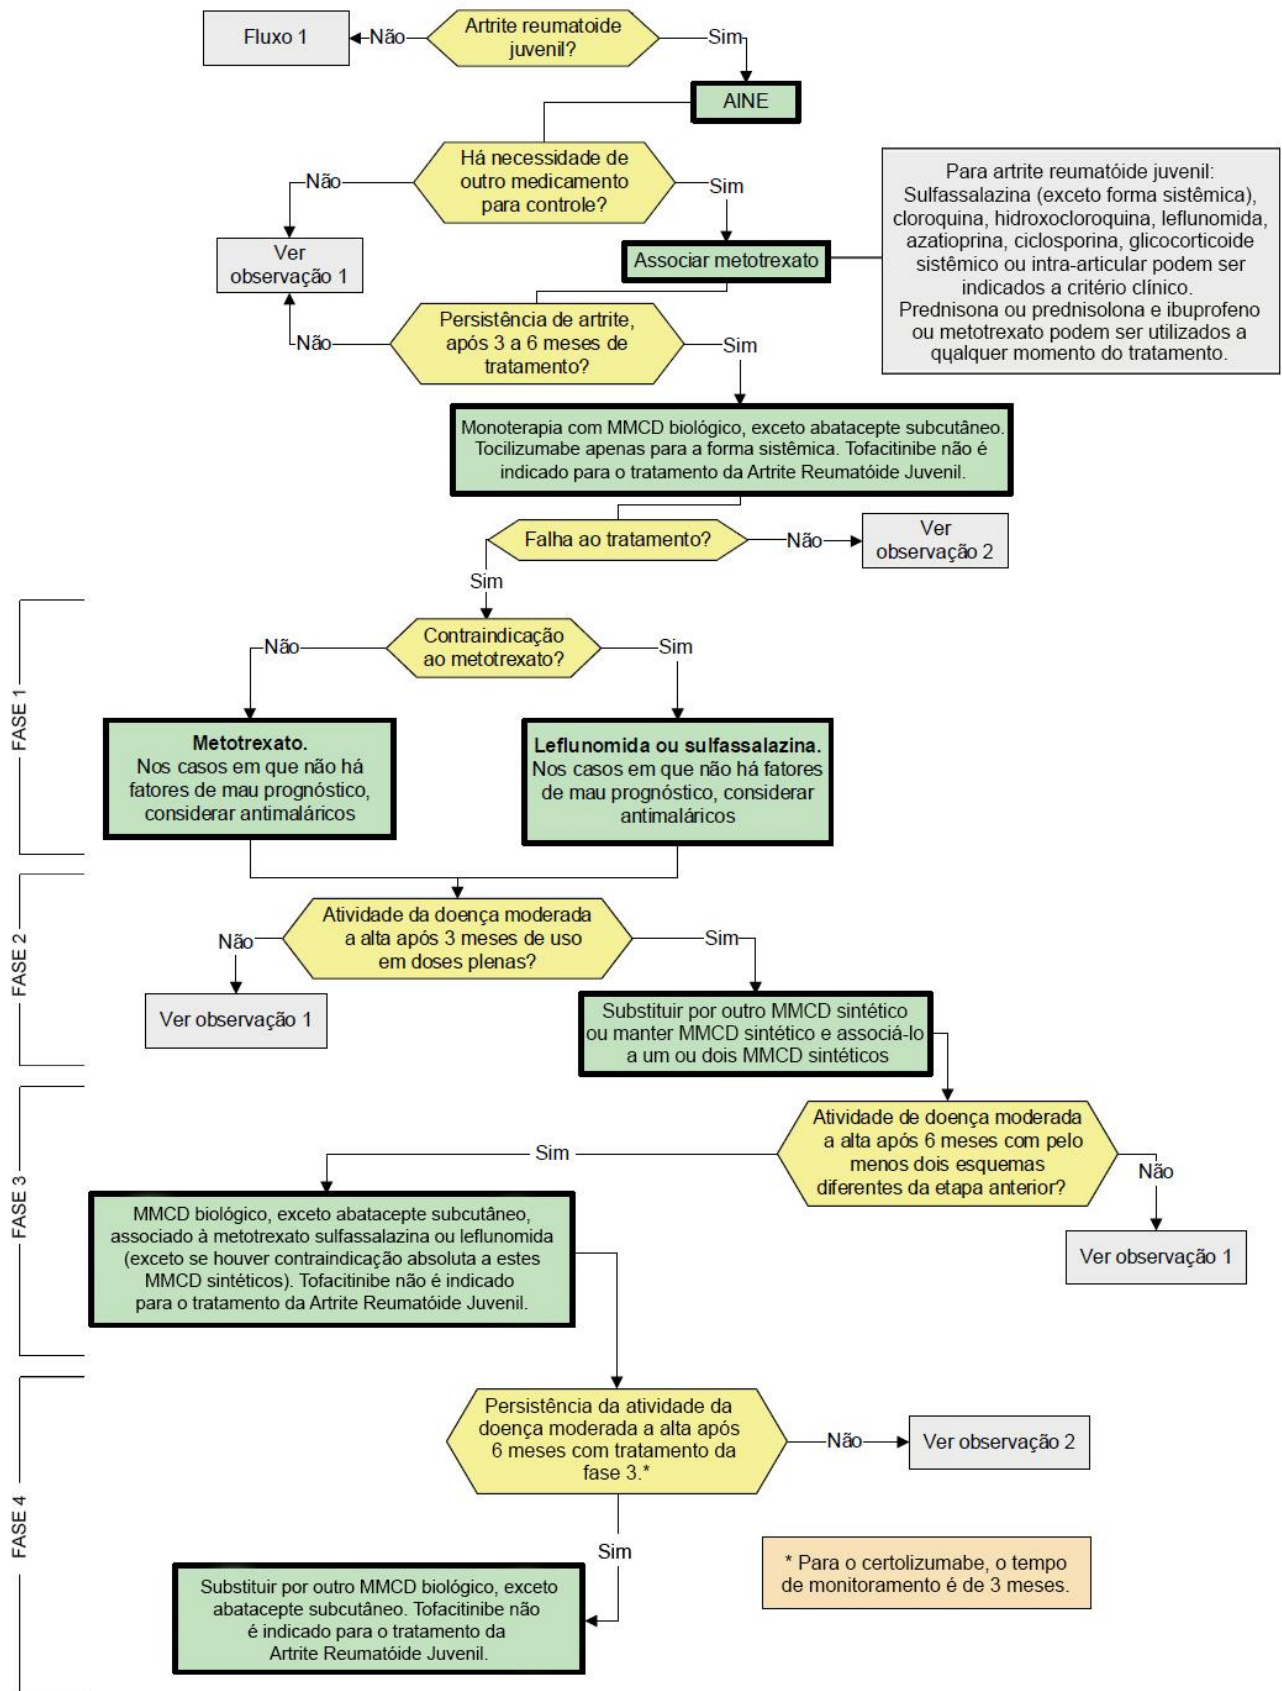 Artrite reumatoide
juvenil?
Não
Fluxo 1
Sim
AINE
Há necessidade de
outro medicamento
para controle?
Não
Sim
Ver
observação 1
Associar metotrexato
Para artrite reumatóide juvenil:
Sulfassalazina (exceto forma sistêmica),
cloroquina, hidroxocloroquina, leflunomida,
azatioprina, ciclosporina, glicocorticoide
sistêmico ou intra-articular podem ser
indicados a critério clínico.
Prednisona ou prednisolona e ibuprofeno
ou metotrexato podem ser utilizados a
qualquer momento do tratamento.
Persistência de artrite,
após 3 a 6 meses de
tratamento?
Não
Sim
Monoterapia com MMCD biológico, exceto abatacepte subcutâneo.
Tocilizumabe apenas para a forma sistêmica. Tofacitinibe não é
indicado para o tratamento da Artrite Reumatóide Juvenil.
Falha ao tratamento?
Não
Ver
observação 2
Sim
FASE 1
Contraindicação
ao metotrexato?
Não
Sim
Metotrexato.
Nos casos em que não há
fatores de mau prognóstico,
considerar antimaláricos
Leflunomida ou sulfassalazina.
Nos casos em que não há fatores
de mau prognóstico, considerar
antimaláricos
FASE 2
Atividade da doença moderada
a alta após 3 meses de uso
em doses plenas?
Não
Sim
Ver observação 1
Substituir por outro MMCD sintético
ou manter MMCD sintético e associá-lo
a um ou dois MMCD sintéticos
FASE 3
Atividade de doença moderada
a alta após 6 meses com pelo
menos dois esquemas
diferentes da etapa anterior?
Sim
Não
MMCD biológico, exceto abatacepte subcutâneo,
associado à metotrexato sulfassalazina ou leflunomida
(exceto se houver contraindicação absoluta a estes
MMCD sintéticos). Tofacitinibe não é indicado
para o tratamento da Artrite Reumatóide Juvenil.
Ver observação 1
FASE 4
Persistência da atividade da
doença moderada a alta após
6 meses com tratamento da
fase 3.*
Não
Ver observação 2
Sim
* Para o certolizumabe, o tempo
de monitoramento é de 3 meses.
Substituir por outro MMCD biológico, exceto
abatacepte subcutâneo. Tofacitinibe não
é indicado para o tratamento da
Artrite Reumatóide Juvenil.